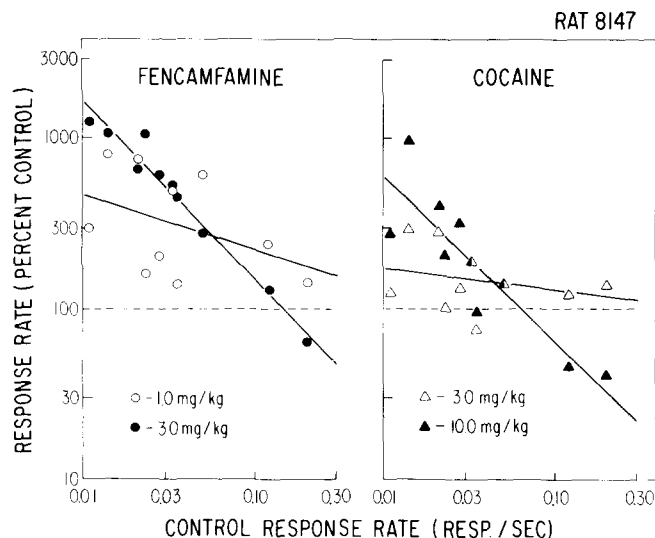 RAT 8147
FENCAMFAMINE
COCAINE
RESPONSE RATE (PERCENT CONTROL)
3000
1000
300
100
30
10
○ - 1.0 mg/kg
● - 3.0 mg/kg
△ - 3.0 mg/kg
▲ - 10.0 mg/kg
0.01 0.03 0.10 0.30
0.01 0.03 0.10 0.30
CONTROL RESPONSE RATE (RESP./SEC)